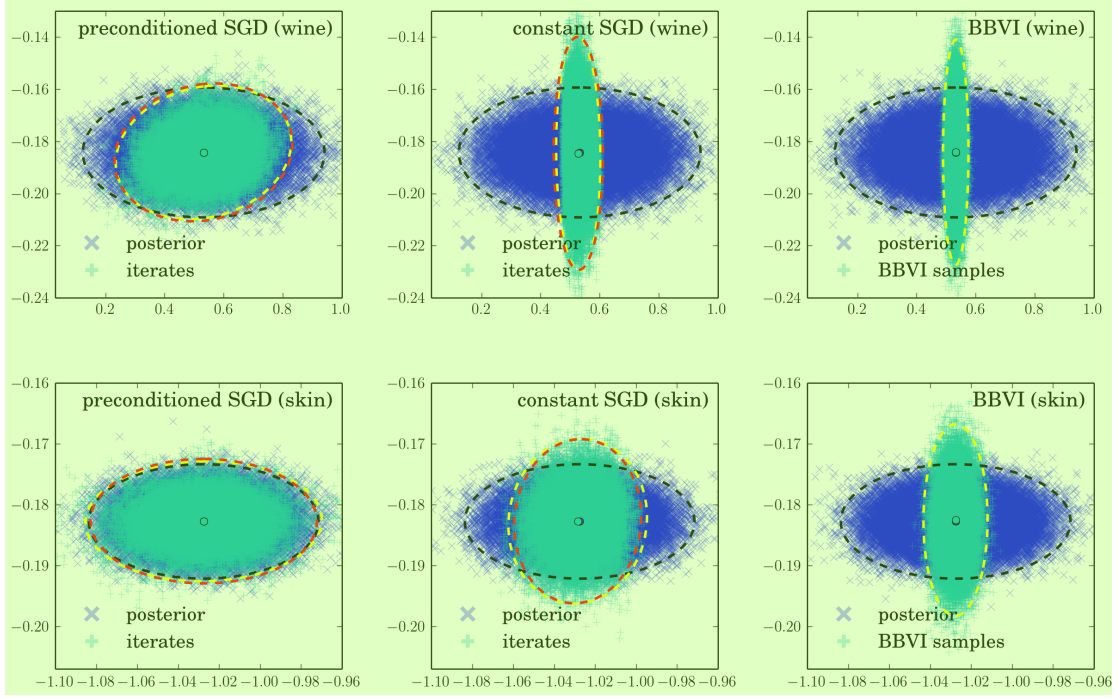 preconditioned SGD (wine)
−0.14
−0.16
−0.18
−0.20
−0.22
−0.24
posterior
iterates
0.2 0.4 0.6 0.8 1.0
constant SGD (wine)
−0.14
−0.16
−0.18
−0.20
−0.22
−0.24
posterior
iterates
0.2 0.4 0.6 0.8 1.0
BBVI (wine)
−0.14
−0.16
−0.18
−0.20
−0.22
−0.24
posterior
BBVI samples
0.2 0.4 0.6 0.8 1.0
−0.16
preconditioned SGD (skin)
−0.17
−0.18
−0.19
−0.20
posterior
iterates
−1.10 −1.08 −1.06 −1.04 −1.02 −1.00 −0.98 −0.96
−0.16
constant SGD (skin)
−0.17
−0.18
−0.19
−0.20
posterior
iterates
−1.10 −1.08 −1.06 −1.04 −1.02 −1.00 −0.98 −0.96
−0.16
BBVI (skin)
−0.17
−0.18
−0.19
−0.20
posterior
BBVI samples
−1.10 −1.08 −1.06 −1.04 −1.02 −1.00 −0.98 −0.96